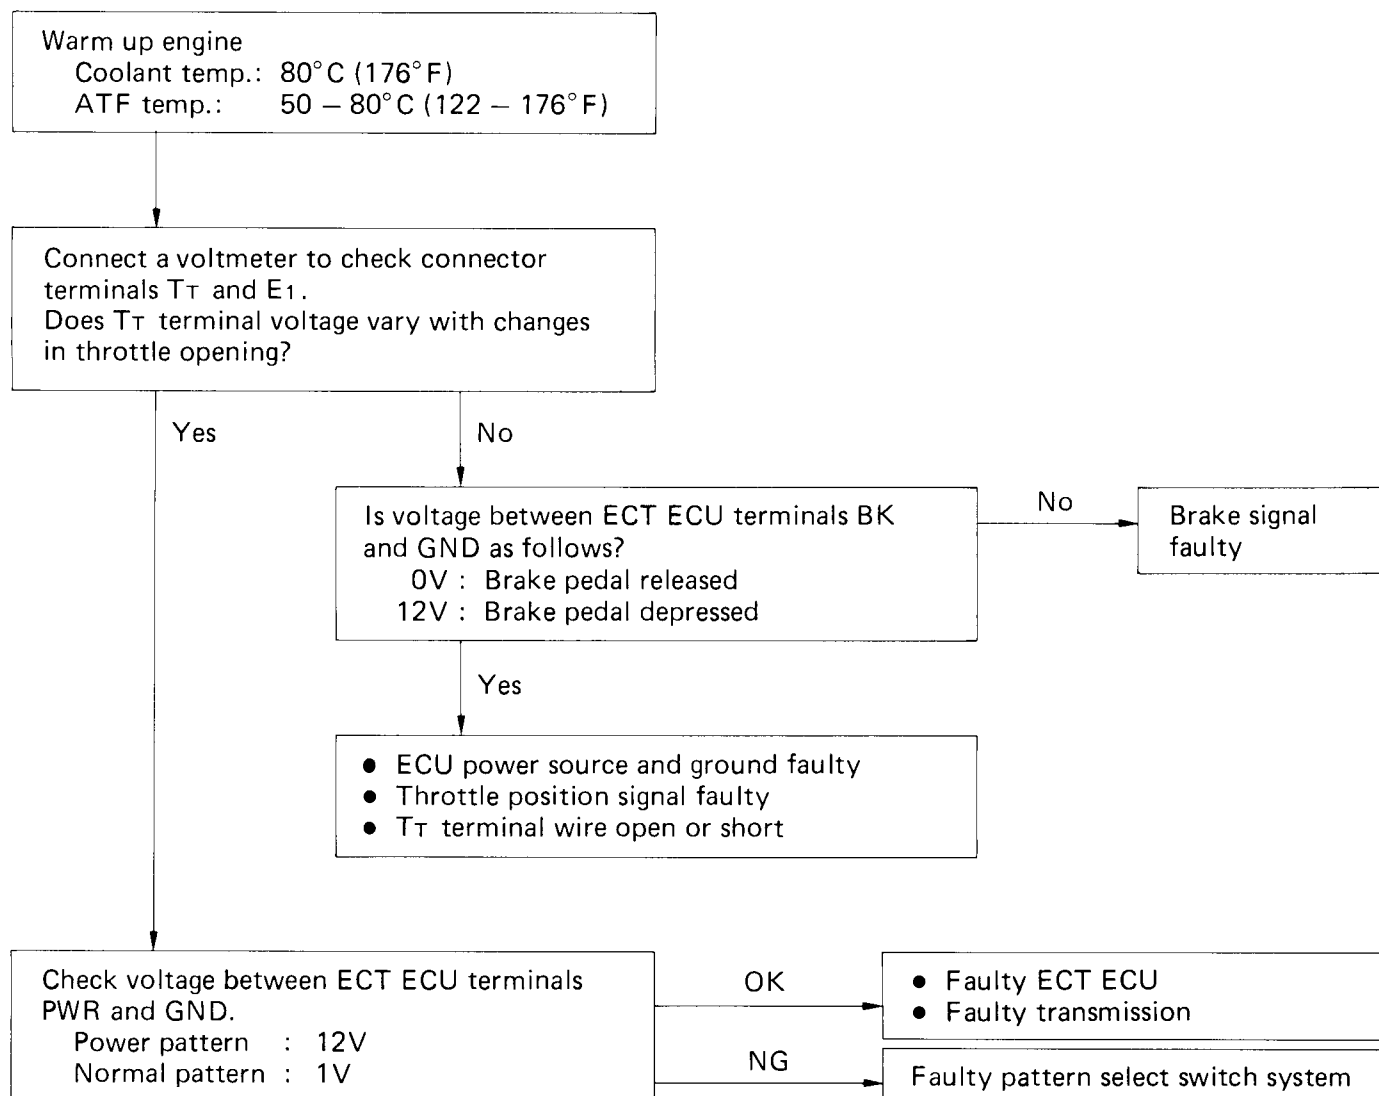 Warm up engine
Coolant temp.: 80°C (176°F)
ATF temp.: 50 – 80°C (122 – 176°F)
Connect a voltmeter to check connector
terminals TT and E1.
Does TT terminal voltage vary with changes
in throttle opening?
Yes
No
Is voltage between ECT ECU terminals BK
and GND as follows?
0V : Brake pedal released
12V : Brake pedal depressed
No
Brake signal
faulty
Yes
● ECU power source and ground faulty
● Throttle position signal faulty
● TT terminal wire open or short
Check voltage between ECT ECU terminals
PWR and GND.
Power pattern : 12V
Normal pattern : 1V
OK
● Faulty ECT ECU
● Faulty transmission
NG
Faulty pattern select switch system